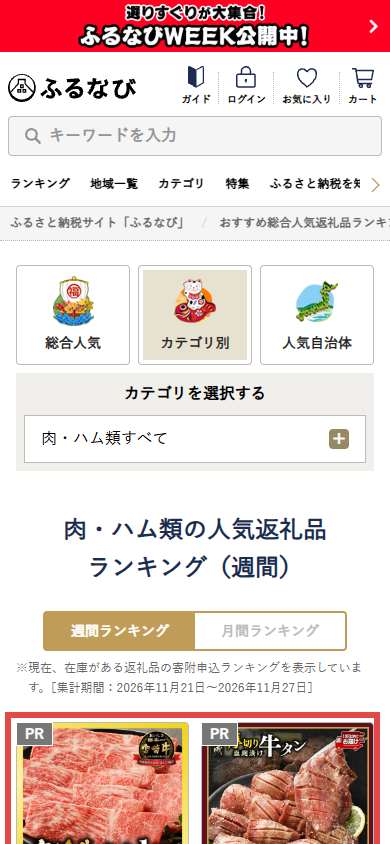 選りすぐりが大集合!
ふるなびWEEK公開中!
ふるなび
ガイド
ログイン
お気に入り
カート
キーワードを入力
ランキング
地域一覧
カテゴリ
特集
ふるさと納税を知
ふるさと納税サイト「ふるなび」 / おすすめ総合人気返礼品ランキ
福
総合人気
カテゴリ別
人気自治体
カテゴリを選択する
肉・ハム類すべて
肉・ハム類の人気返礼品
ランキング（週間）
週間ランキング
月間ランキング
※現在、在庫がある返礼品の寄附申込ランキングを表示しています。［集計期間：2026年11月21日～2026年11月27日］
PR
PR
牛タン